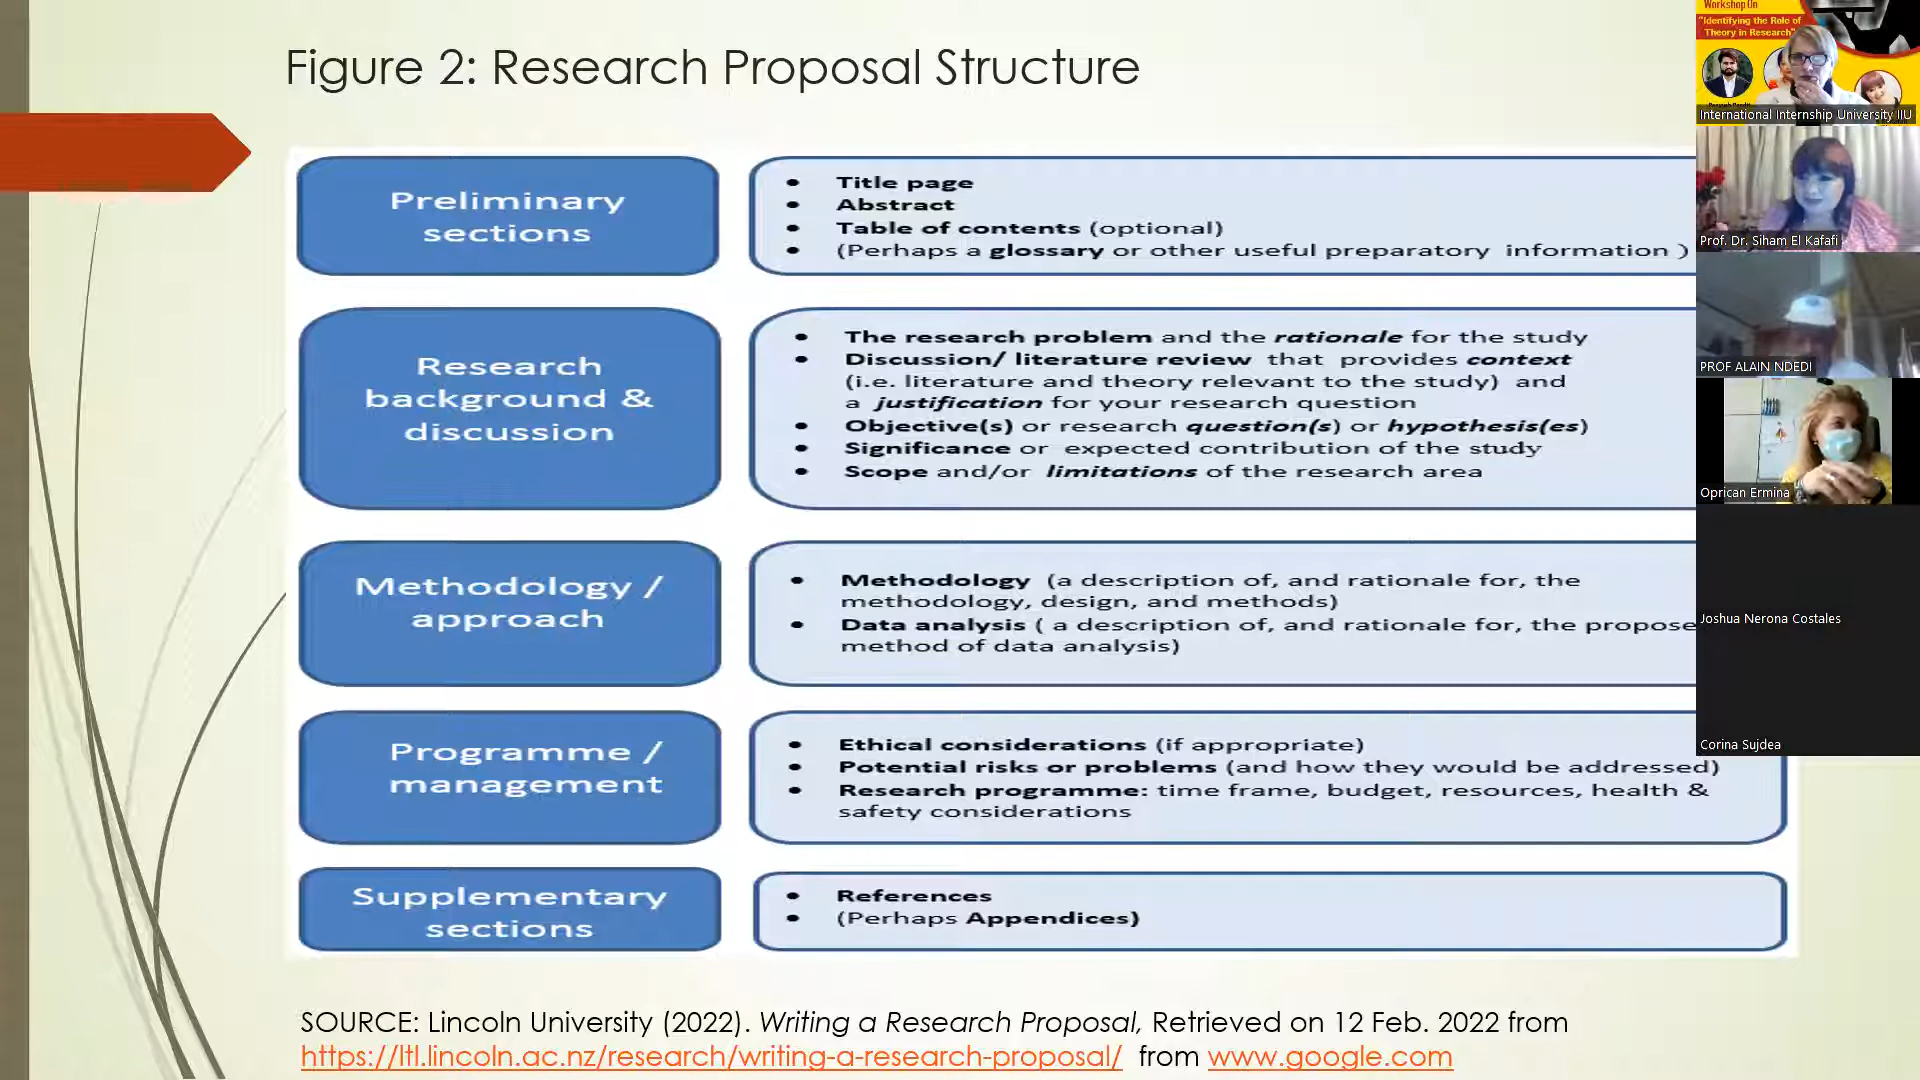 Figure 2: Research Proposal Structure
Preliminary
sections
• Title page
• Abstract
• Table of contents (optional)
• (Perhaps a glossary or other useful preparatory information )
Research
background &
discussion
• The research problem and the rationale for the study
• Discussion/ literature review that provides context
(i.e. literature and theory relevant to the study) and
a justification for your research question
• Objective(s) or research question(s) or hypothesis(es)
• Significance or expected contribution of the study
• Scope and/or limitations of the research area
Methodology /
approach
• Methodology (a description of, and rationale for, the
methodology, design, and methods)
• Data analysis ( a description of, and rationale for, the propose
method of data analysis)
Programme /
management
• Ethical considerations (if appropriate)
• Potential risks or problems (and how they would be addressed)
• Research programme: time frame, budget, resources, health &
safety considerations
Supplementary
sections
• References
• (Perhaps Appendices)
SOURCE: Lincoln University (2022). Writing a Research Proposal, Retrieved on 12 Feb. 2022 from
https://ltl.lincoln.ac.nz/research/writing-a-research-proposal/ from www.google.com
Workshop On
"Identifying the Role of
Theory in Research"
International Internship University IIU
Prof. Dr. Siham El Kafafi
PROF ALAIN NDEDI
Oprican Ermina
Joshua Nerona Costales
Corina Sujdea